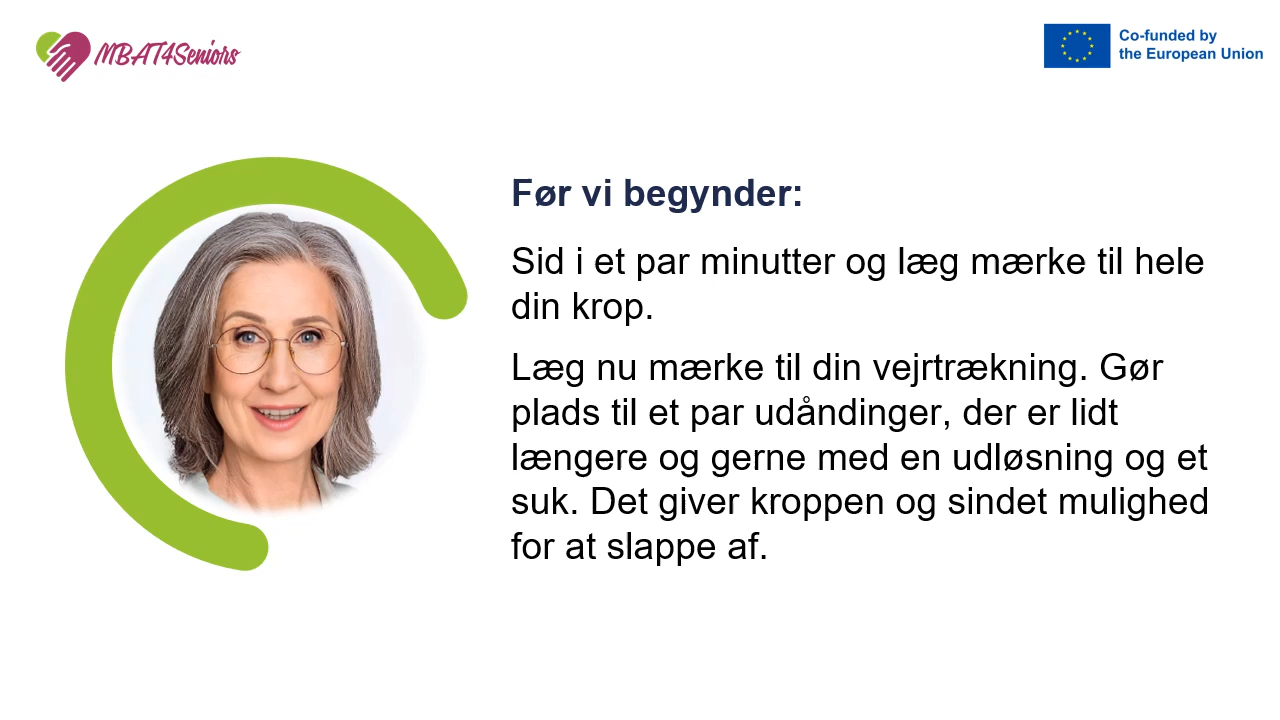 MBAT4Seniors
Co-funded by
the European Union
Før vi begynder:
Sid i et par minutter og læg mærke til hele
din krop.
Læg nu mærke til din vejrtrækning. Gør
plads til et par udåndinger, der er lidt
længere og gerne med en udløsning og et
suk. Det giver kroppen og sindet mulighed
for at slappe af.